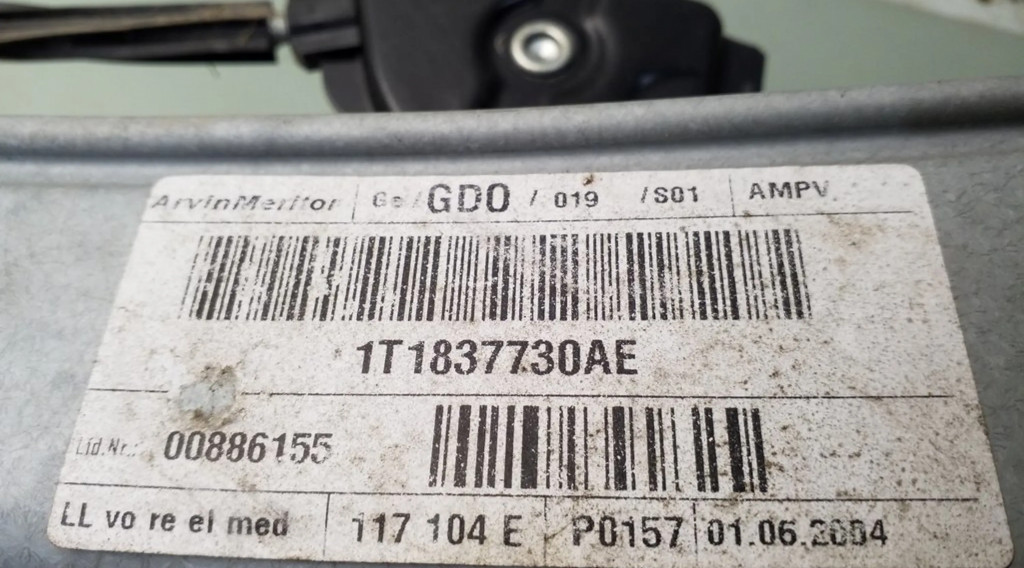 ArvinMeritor Ge/GDO / 019 /S01 AMPV
1T1837730AE
Lfd.Nr.: 00886155
LL vo re el med 117 104 E P0157 01.06.2004